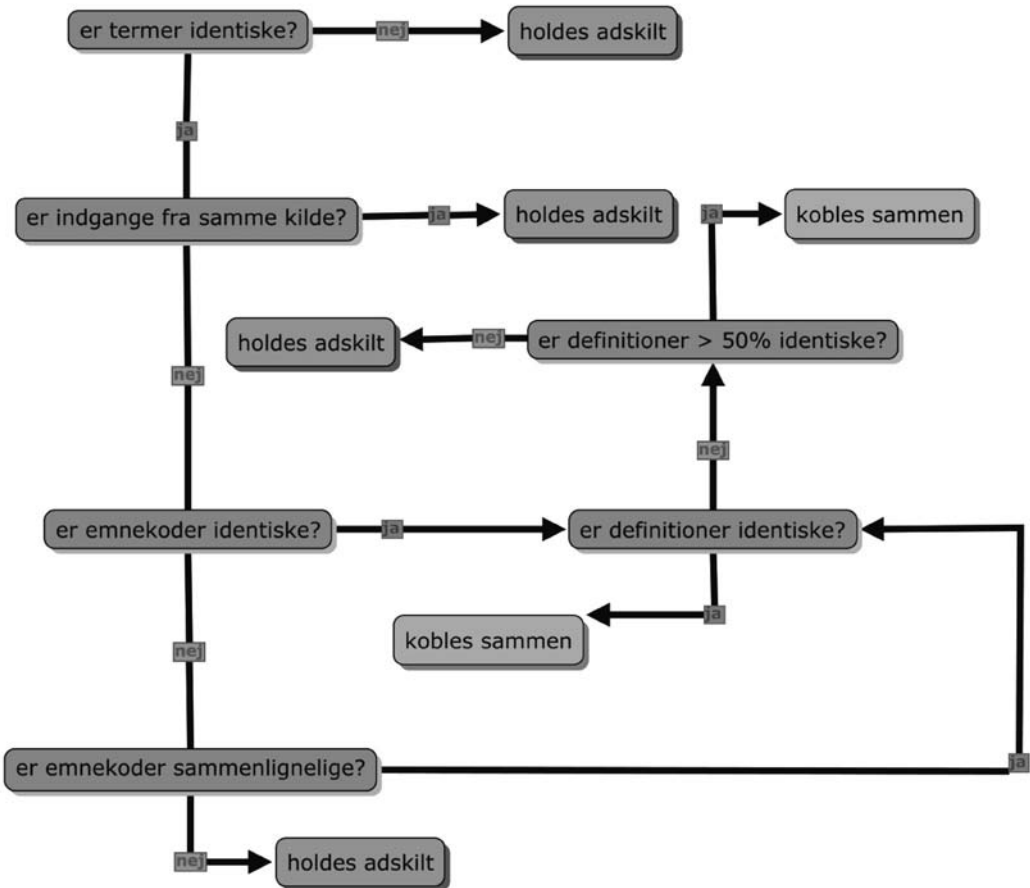 er termer identiske?
nej
holdes adskilt
ja
er indgange fra samme kilde?
ja
holdes adskilt
ja
kobles sammen
holdes adskilt
nej
er definitioner > 50% identiske?
nej
nej
er emnekoder identiske?
ja
er definitioner identiske?
ja
kobles sammen
nej
er emnekoder sammenlignelige?
ja
nej
holdes adskilt